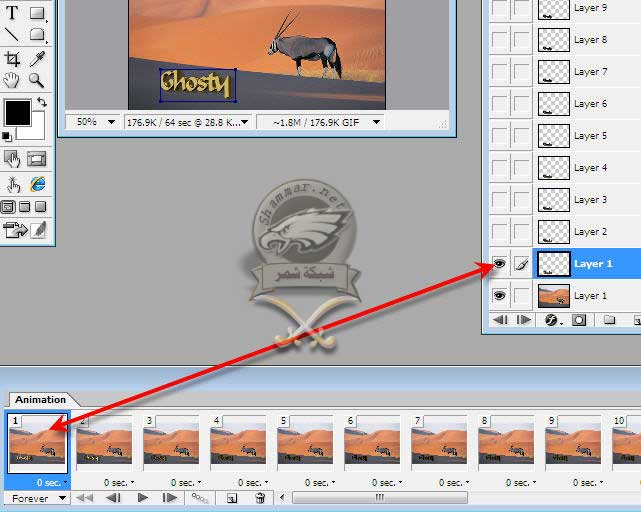 Layer 9
Layer 8
Layer 7
Layer 6
Layer 5
Layer 4
Layer 3
Layer 2
Layer 1
Layer 1
Ghosty
50%
176.9K / 64 sec @ 28.8 K...
~1.8M / 176.9K GIF
Shammar.net
شبكة شمر
Animation
1 2 3 4 5 6 7 8 9 10
0 sec. 0 sec. 0 sec. 0 sec. 0 sec. 0 sec. 0 sec. 0 sec. 0 sec. 0
Forever